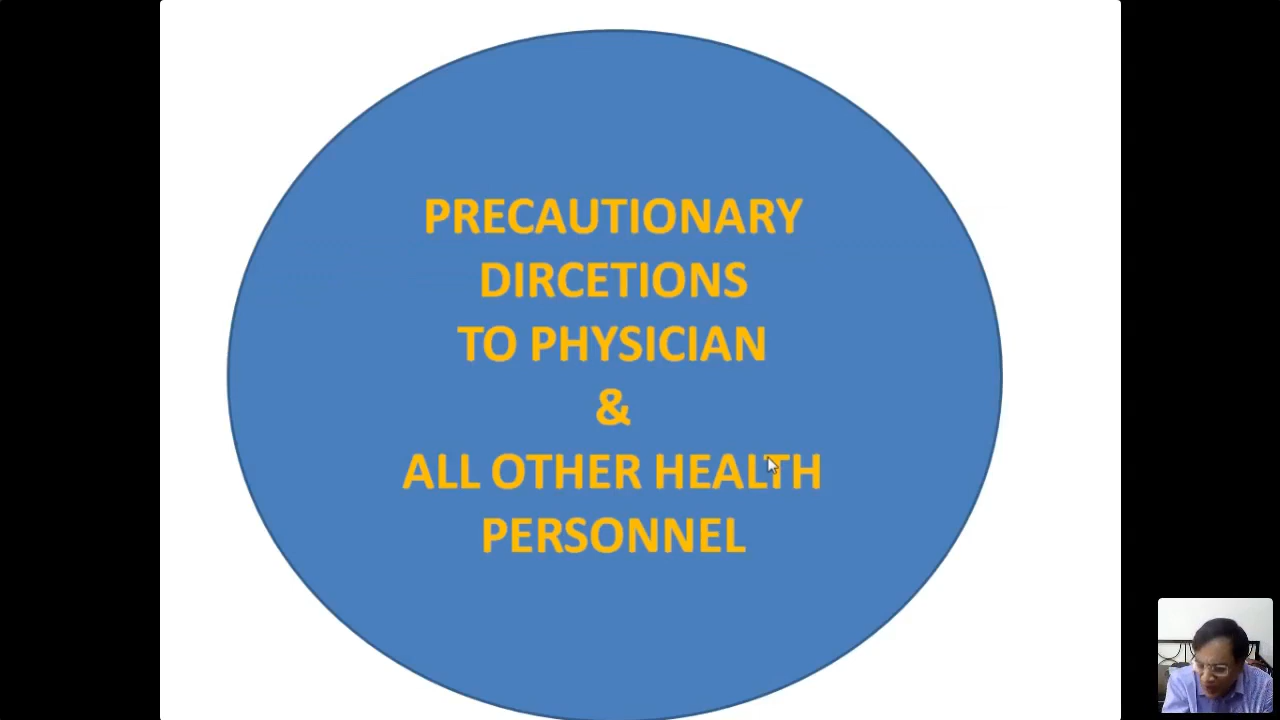 PRECAUTIONARY
DIRCETIONS
TO PHYSICIAN
&
ALL OTHER HEALTH
PERSONNEL